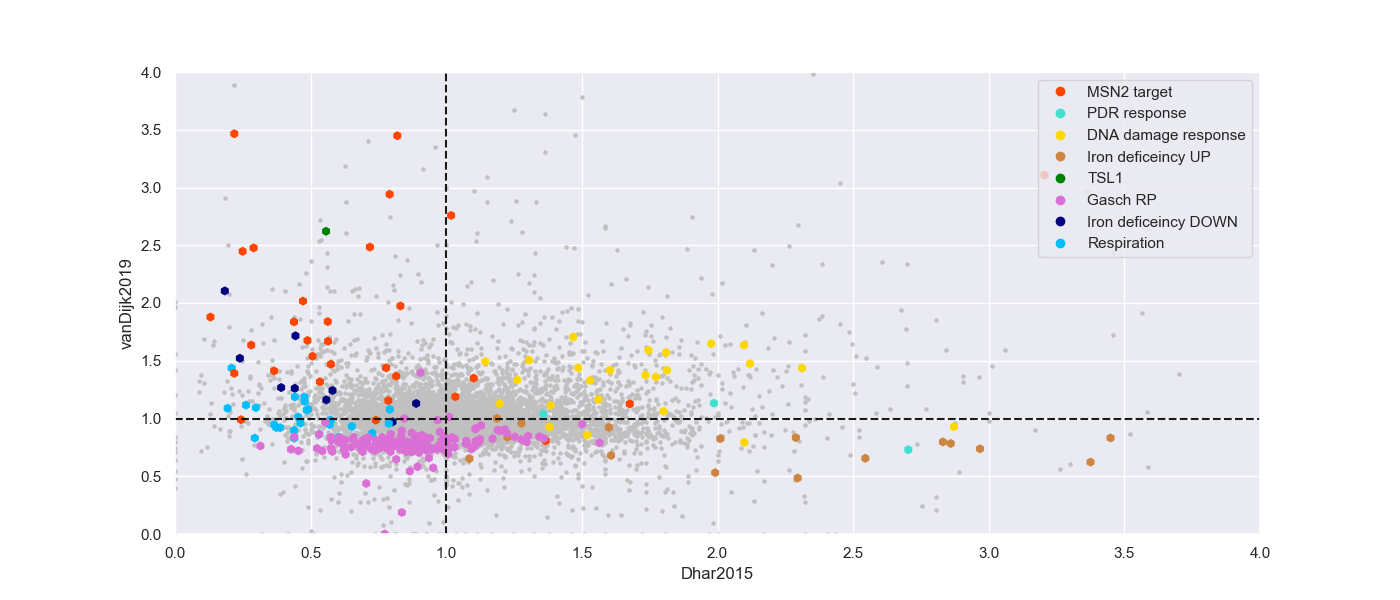 4.0
3.5
3.0
2.5
2.0
1.5
1.0
0.5
0.0
vanDijk2019
0.0 0.5 1.0 1.5 2.0 2.5 3.0 3.5 4.0
Dhar2015
MSN2 target
PDR response
DNA damage response
Iron deficeincy UP
TSL1
Gasch RP
Iron deficeincy DOWN
Respiration